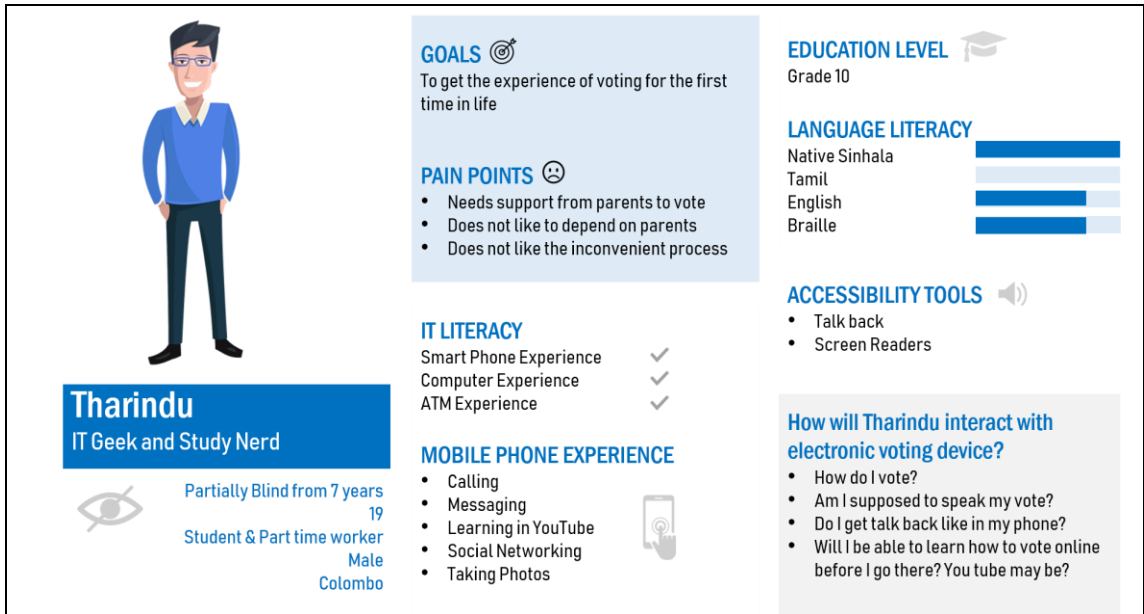 Tharindu
IT Geek and Study Nerd
Partially Blind from 7 years
19
Student & Part time worker
Male
Colombo
GOALS
To get the experience of voting for the first
time in life
PAIN POINTS
• Needs support from parents to vote
• Does not like to depend on parents
• Does not like the inconvenient process
IT LITERACY
Smart Phone Experience
Computer Experience
ATM Experience
MOBILE PHONE EXPERIENCE
• Calling
• Messaging
• Learning in YouTube
• Social Networking
• Taking Photos
EDUCATION LEVEL
Grade 10
LANGUAGE LITERACY
Native Sinhala
Tamil
English
Braille
ACCESSIBILITY TOOLS
• Talk back
• Screen Readers
How will Tharindu interact with
electronic voting device?
• How do I vote?
• Am I supposed to speak my vote?
• Do I get talk back like in my phone?
• Will I be able to learn how to vote online
before I go there? You tube may be?